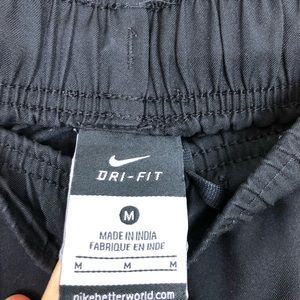 DRI-FIT
M
MADE IN INDIA
FABRIQUE EN INDE
M M M
nikebetterworld.com